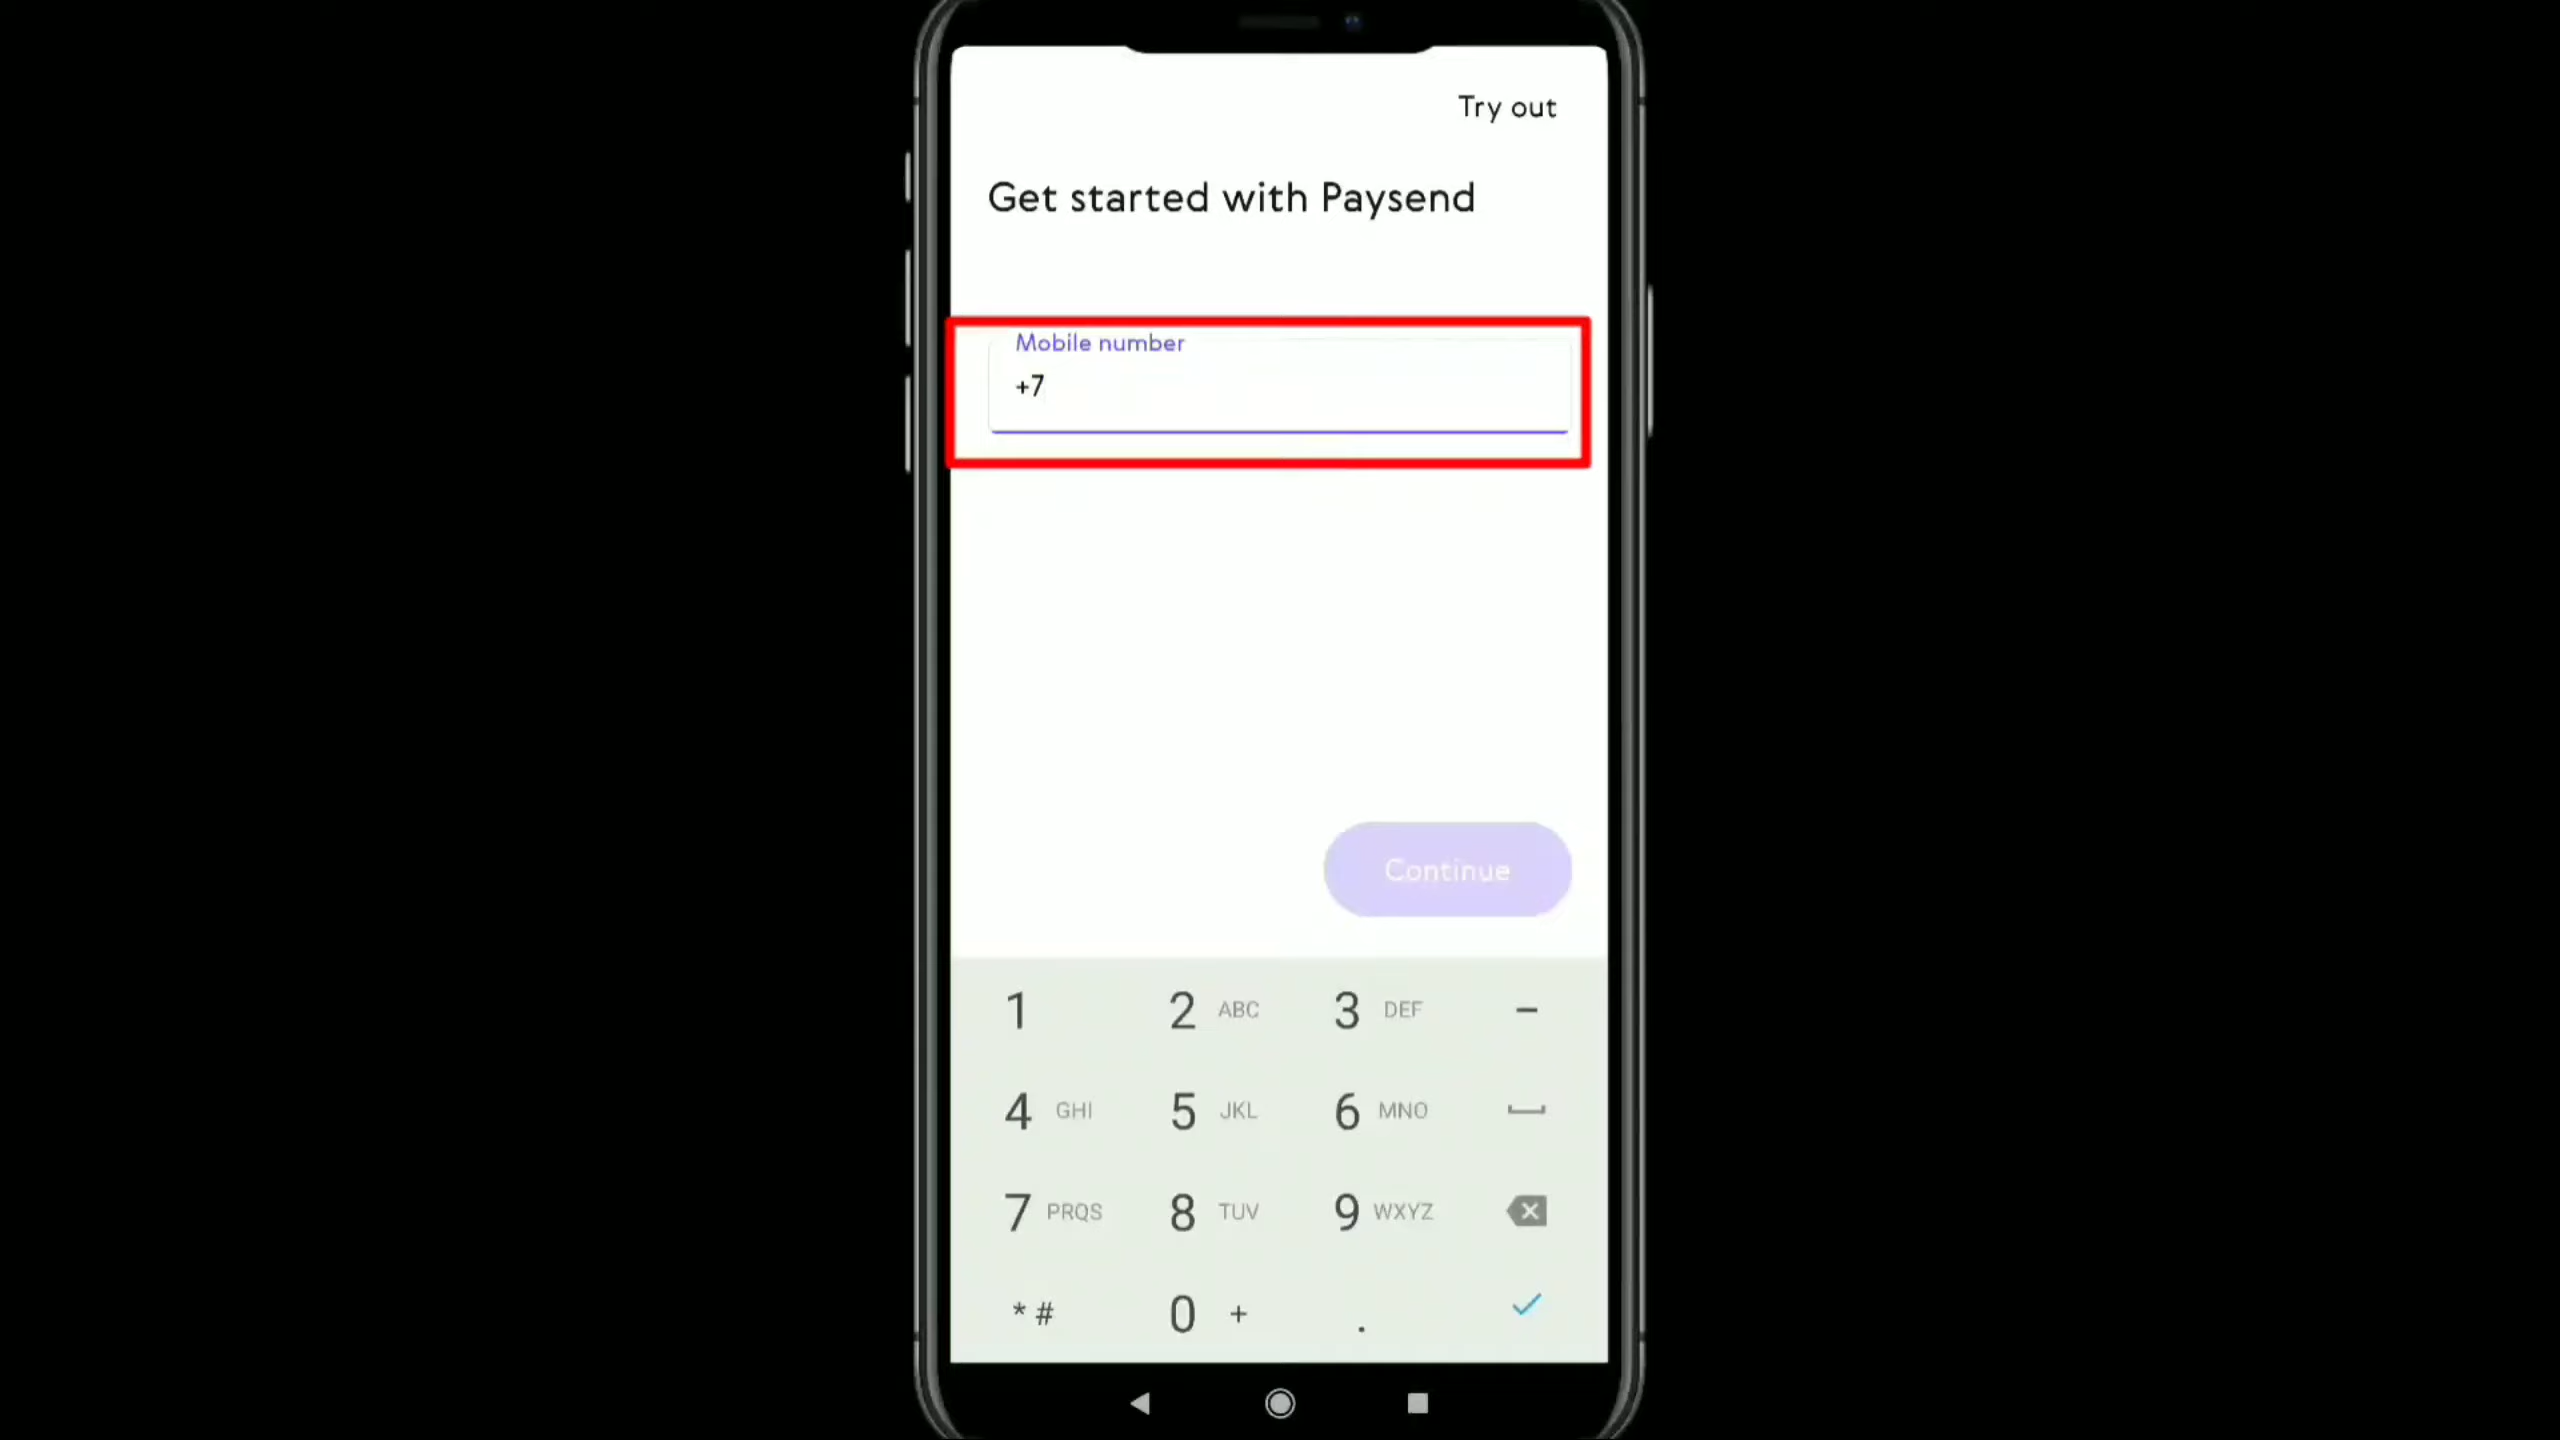 Try out
Get started with Paysend
Mobile number
+7
Continue
1 2 ABC 3 DEF –
4 GHI 5 JKL 6 MNO
7 PRQS 8 TUV 9 WXYZ
* # 0 + .